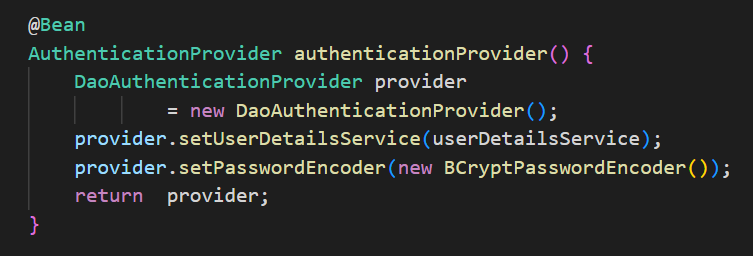 @Bean
AuthenticationProvider authenticationProvider() {
    DaoAuthenticationProvider provider
            = new DaoAuthenticationProvider();
    provider.setUserDetailsService(userDetailsService);
    provider.setPasswordEncoder(new BCryptPasswordEncoder());
    return  provider;
}